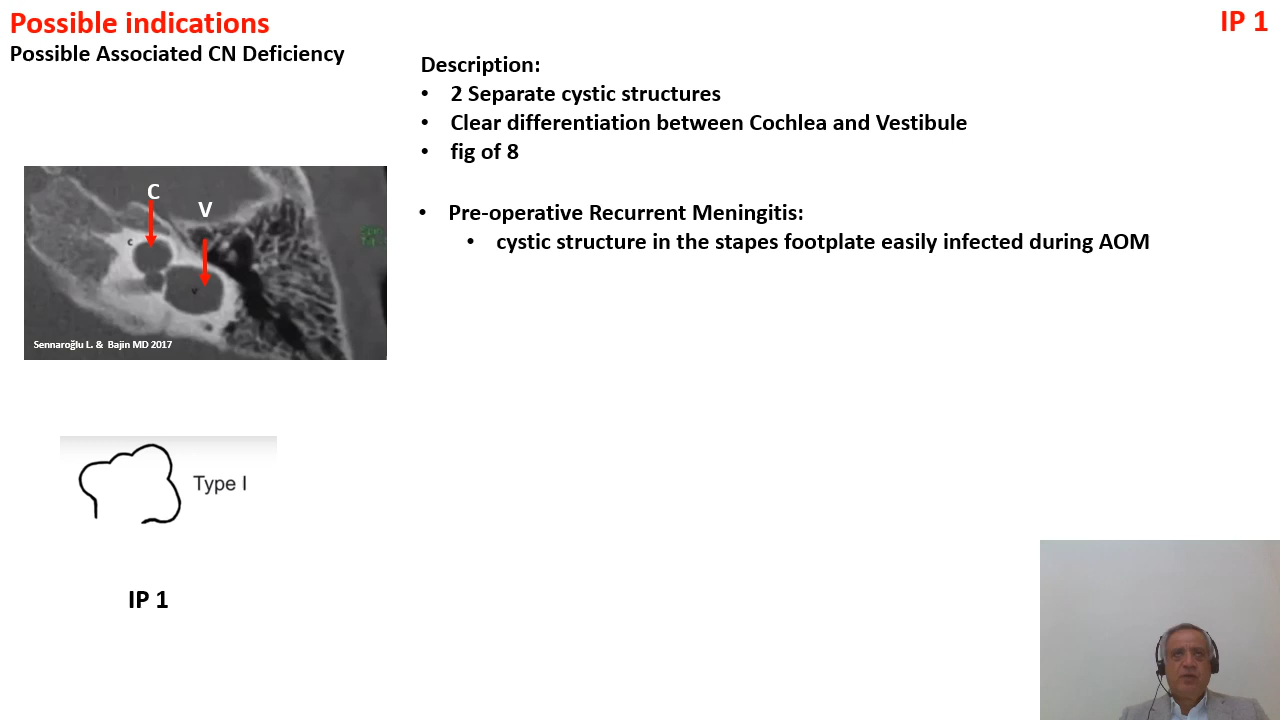 Possible indications
IP 1
Possible Associated CN Deficiency
Description:
• 2 Separate cystic structures
• Clear differentiation between Cochlea and Vestibule
• fig of 8
• Pre-operative Recurrent Meningitis:
• cystic structure in the stapes footplate easily infected during AOM
C
V
c
v
Sennaroğlu L. & Bajin MD 2017
Type I
IP 1